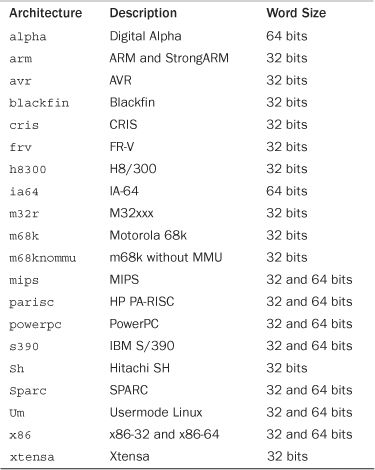 Architecture Description Word Size
alpha Digital Alpha 64 bits
arm ARM and StrongARM 32 bits
avr AVR 32 bits
blackfin Blackfin 32 bits
cris CRIS 32 bits
frv FR-V 32 bits
h8300 H8/300 32 bits
ia64 IA-64 64 bits
m32r M32xxx 32 bits
m68k Motorola 68k 32 bits
m68knommu m68k without MMU 32 bits
mips MIPS 32 and 64 bits
parisc HP PA-RISC 32 and 64 bits
powerpc PowerPC 32 and 64 bits
s390 IBM S/390 32 and 64 bits
Sh Hitachi SH 32 bits
Sparc SPARC 32 and 64 bits
Um Usermode Linux 32 and 64 bits
x86 x86-32 and x86-64 32 and 64 bits
xtensa Xtensa 32 bits